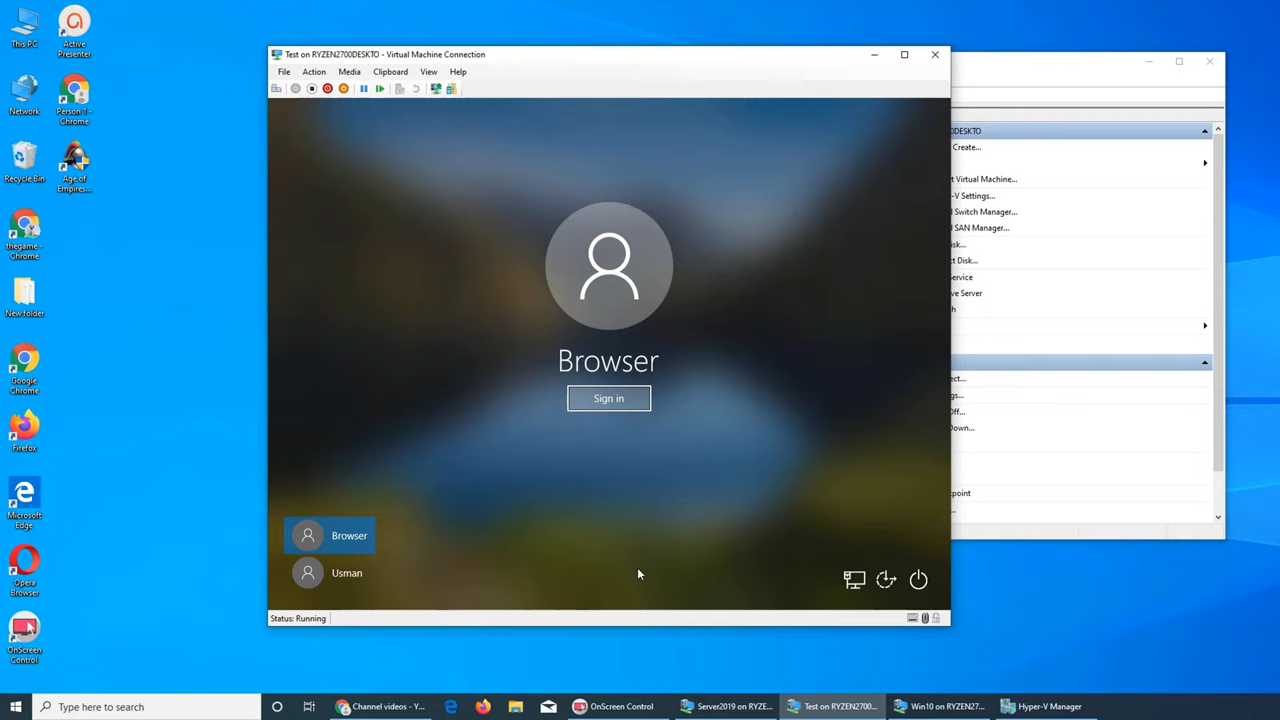 This PC
Active
Presenter
Network
Person 1 -
Chrome
Recycle Bin
Age of
Empires...
thegame -
Chrome
New folder
Google
Chrome
Firefox
Microsoft
Edge
Opera
Browser
OnScreen
Control
Test on RYZEN2700DESKTO - Virtual Machine Connection
File Action Media Clipboard View Help
Browser
Sign in
Browser
Usman
Status: Running
0DESKTO
Create...
t Virtual Machine...
-V Settings...
l Switch Manager...
l SAN Manager...
sk...
t Disk...
Service
ve Server
h
ect...
gs...
Off...
Down...
point
...
Type here to search
Channel videos - Y...
OnScreen Control
Server2019 on RYZE...
Test on RYZEN2700...
Win10 on RYZEN27...
Hyper-V Manager